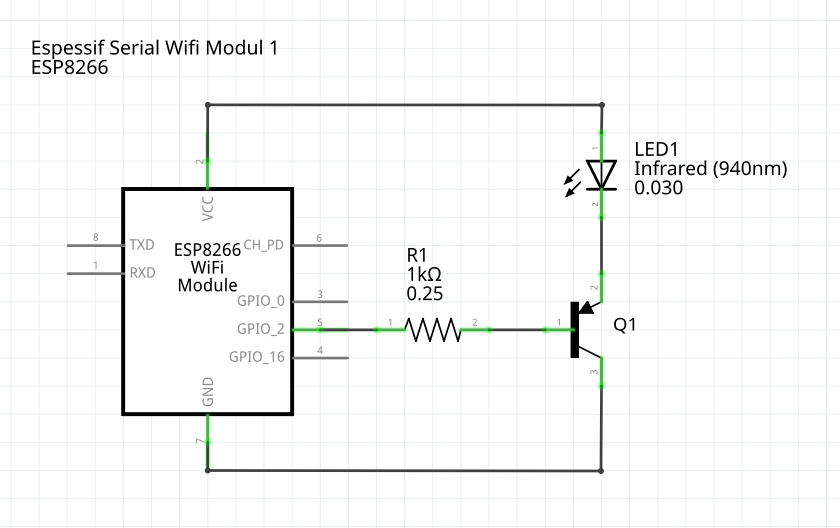 Espessif Serial Wifi Modul 1
ESP8266
LED1
Infrared (940nm)
0.030
1
2
2
VCC
8
TXD
1
RXD
ESP8266
WiFi
Module
CH_PD
6
GPIO_0
3
GPIO_2
5
GPIO_16
4
GND
7
R1
1kΩ
0.25
1
2
1
2
3
Q1